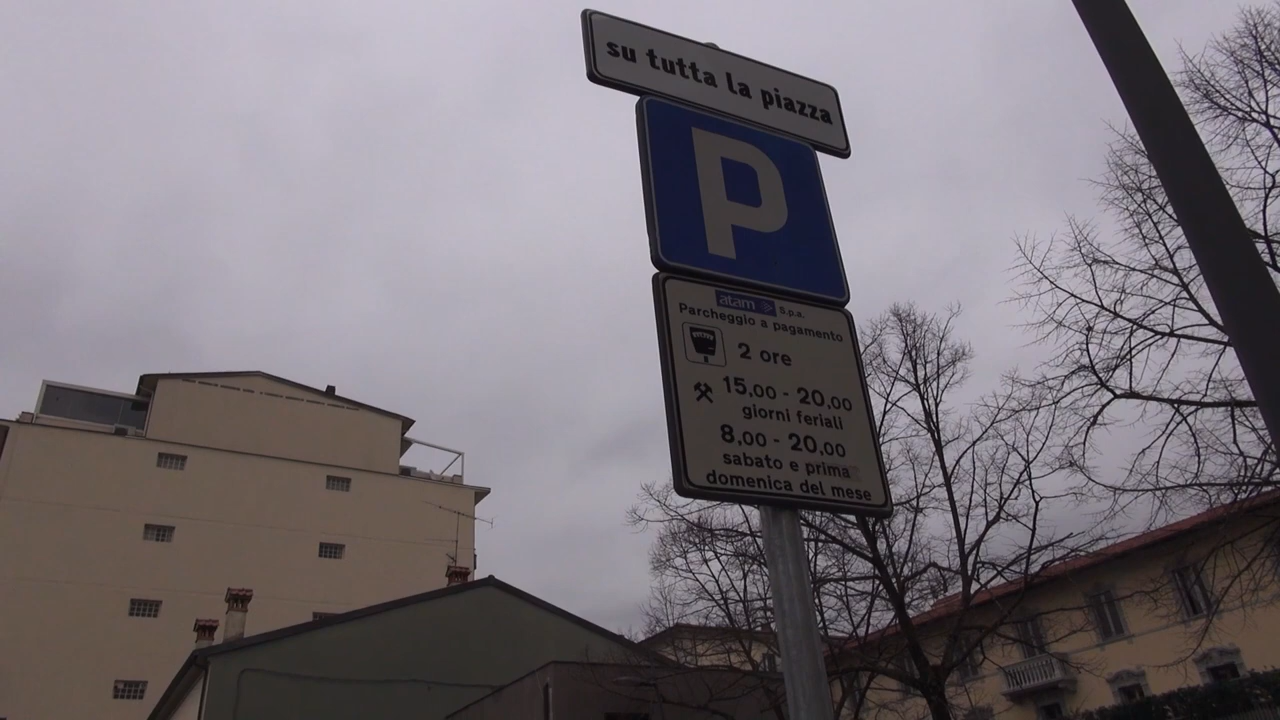 su tutta la piazza
P
atam S.p.a.
Parcheggio a pagamento
2 ore
15,00 - 20,00
giorni feriali
8,00 - 20,00
sabato e prima
domenica del mese